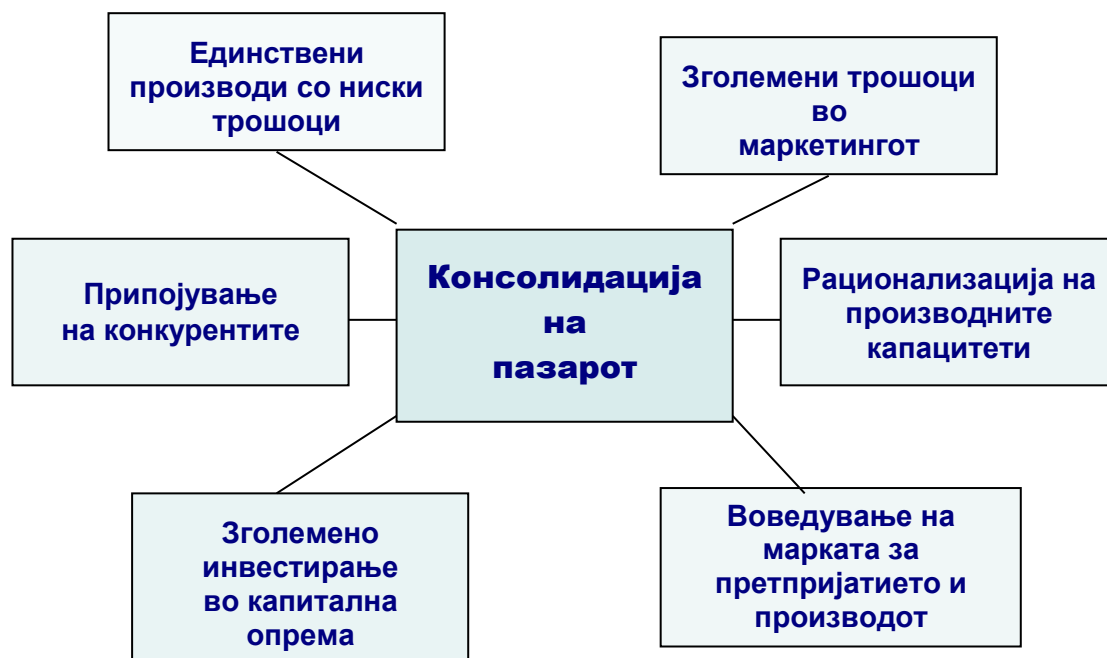 Единствени
производи со ниски
трошоци
Зголемени трошоци
во
маркетингот
Припојување
на конкурентите
Консолидација
на
пазарот
Рационализација на
производните
капацитети
Зголемено
инвестирање
во капитална
опрема
Воведување на
марката за
претпријатието и
производот